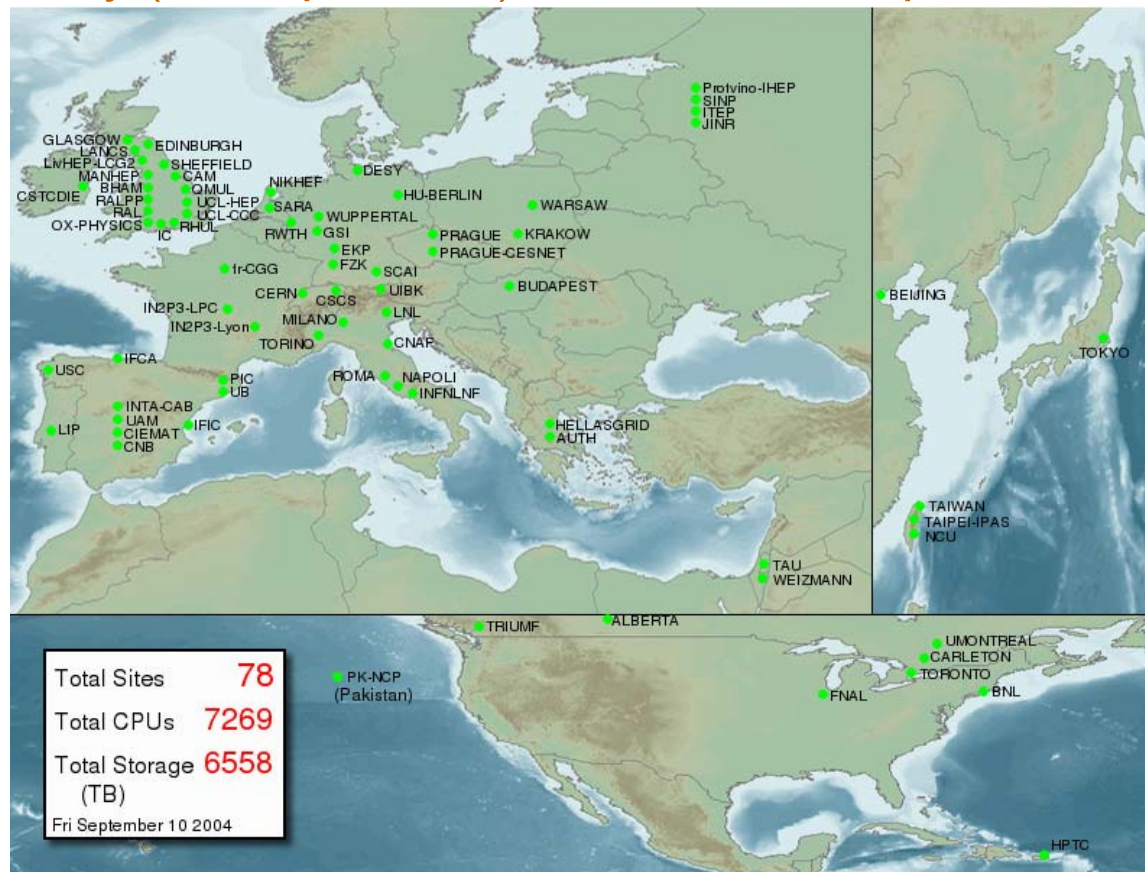 Protvino-IHEP
SINP
ITEP
JINR
GLASGOW
EDINBURGH
LANCS
LivHEP-LCG2
SHEFFIELD
MANHEP
CAM
CSTCDIE
BHAM
QMUL
RALPP
UCL-HEP
RAL
UCL-CCC
OX-PHYSICS
IC
RHUL
DESY
NIKHEF
HU-BERLIN
SARA
WUPPERTAL
WARSAW
RWTH
GSI
PRAGUE
KRAKOW
EKP
PRAGUE-CESNET
FZK
fr-CGG
SCAI
CERN
CSCS
UIBK
BUDAPEST
IN2P3-LPC
MILANO
LNL
IN2P3-Lyon
TORINO
CNAF
IFCA
USC
PIC
UB
ROMA
NAPOLI
INFNLNF
INTA-CAB
UAM
IFIC
LIP
CIEMAT
CNB
HELLASGRID
AUTH
TAU
WEIZMANN
BEIJING
TOKYO
TAIWAN
TAIPEI-IPAS
NCU
TRIUMF
ALBERTA
UMONTREAL
CARLETON
TORONTO
FNAL
BNL
PK-NCP
(Pakistan)
HPTC
Total Sites 78
Total CPUs 7269
Total Storage 6558
(TB)
Fri September 10 2004